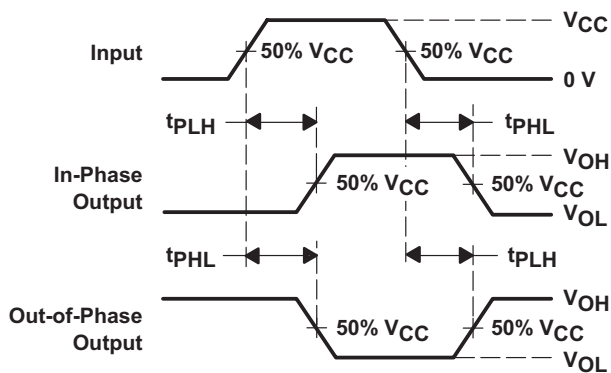 VCC
Input
50% VCC
50% VCC
0 V
tPLH
tPHL
VOH
In-Phase
Output
50% VCC
50% VCC
VOL
tPHL
tPLH
VOH
Out-of-Phase
Output
50% VCC
50% VCC
VOL